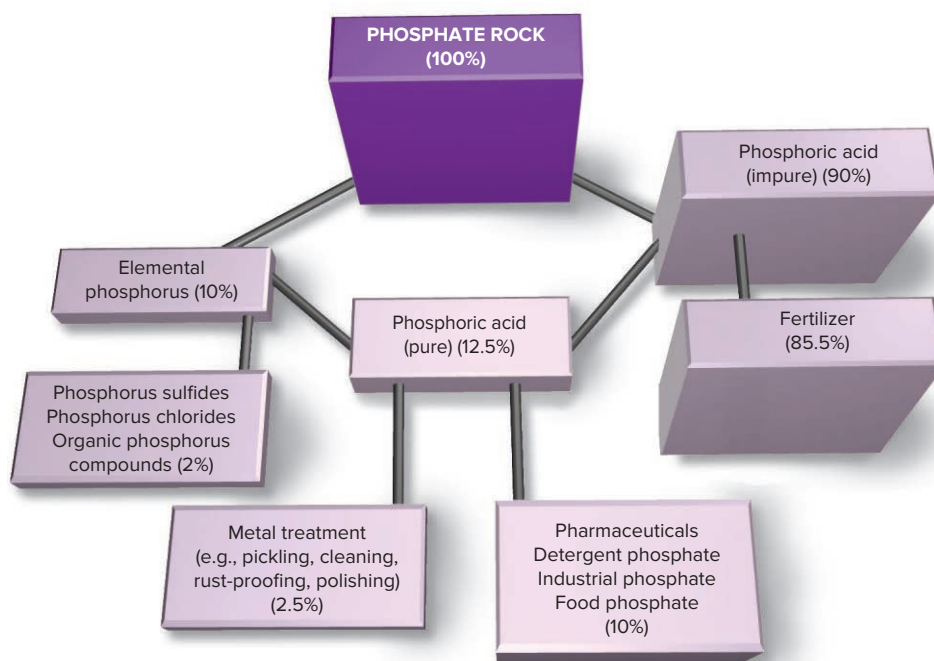 PHOSPHATE ROCK
(100%)
Phosphoric acid
(impure) (90%)
Elemental
phosphorus (10%)
Phosphoric acid
(pure) (12.5%)
Fertilizer
(85.5%)
Phosphorus sulfides
Phosphorus chlorides
Organic phosphorus
compounds (2%)
Metal treatment
(e.g., pickling, cleaning,
rust-proofing, polishing)
(2.5%)
Pharmaceuticals
Detergent phosphate
Industrial phosphate
Food phosphate
(10%)